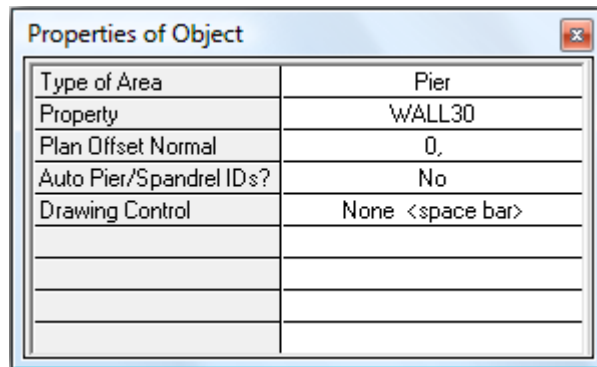 Properties of Object
Type of Area Pier
Property WALL30
Plan Offset Normal 0,
Auto Pier/Spandrel IDs? No
Drawing Control None <space bar>